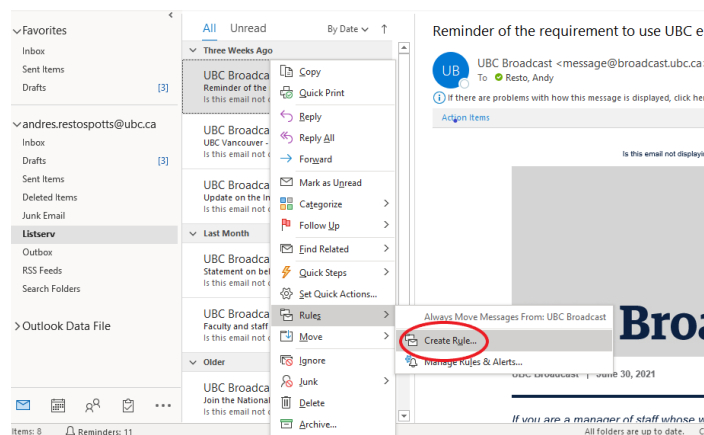 Favorites
Inbox
Sent Items
Drafts [3]
andres.restospotts@ubc.ca
Inbox
Drafts [3]
Sent Items
Deleted Items
Junk Email
Listserv
Outbox
RSS Feeds
Search Folders
Outlook Data File
Items: 8 Reminders: 11
All Unread By Date
Three Weeks Ago
UBC Broadca
Reminder of the
Is this email not
UBC Broadca
UBC Vancouver -
Is this email not
UBC Broadca
Update on the In
Is this email not
Last Month
UBC Broadca
Statement on bel
Is this email not
UBC Broadca
Faculty and staff
Is this email not
Older
UBC Broadca
Join the National
Is this email not
Copy
Quick Print
Reply
Reply All
Forward
Mark as Unread
Categorize
Follow Up
Find Related
Quick Steps
Set Quick Actions...
Rules
Move
Ignore
Junk
Delete
Archive...
Always Move Messages From: UBC Broadcast
Create Rule...
Manage Rules & Alerts...
Reminder of the requirement to use UBC e
UB
UBC Broadcast <message@broadcast.ubc.ca>
To Resto, Andy
If there are problems with how this message is displayed, click her
Action Items
Is this email not displayin
Broa
UBC Broadcast | June 30, 2021
If you are a manager of staff whose w
All folders are up to date. C